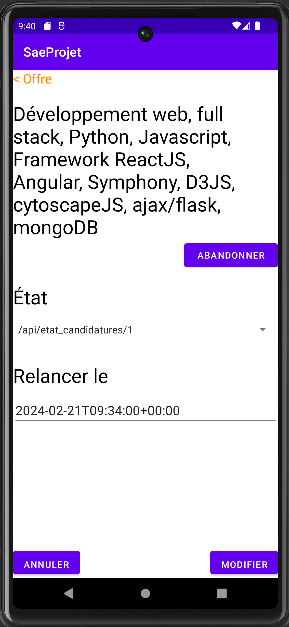 9:40
SaeProjet
< Offre
Développement web, full
stack, Python, Javascript,
Framework ReactJS,
Angular, Symphony, D3JS,
cytoscapeJS, ajax/flask,
mongoDB
ABANDONNER
État
/api/etat_candidatures/1
Relancer le
2024-02-21T09:34:00+00:00
ANNULER MODIFIER